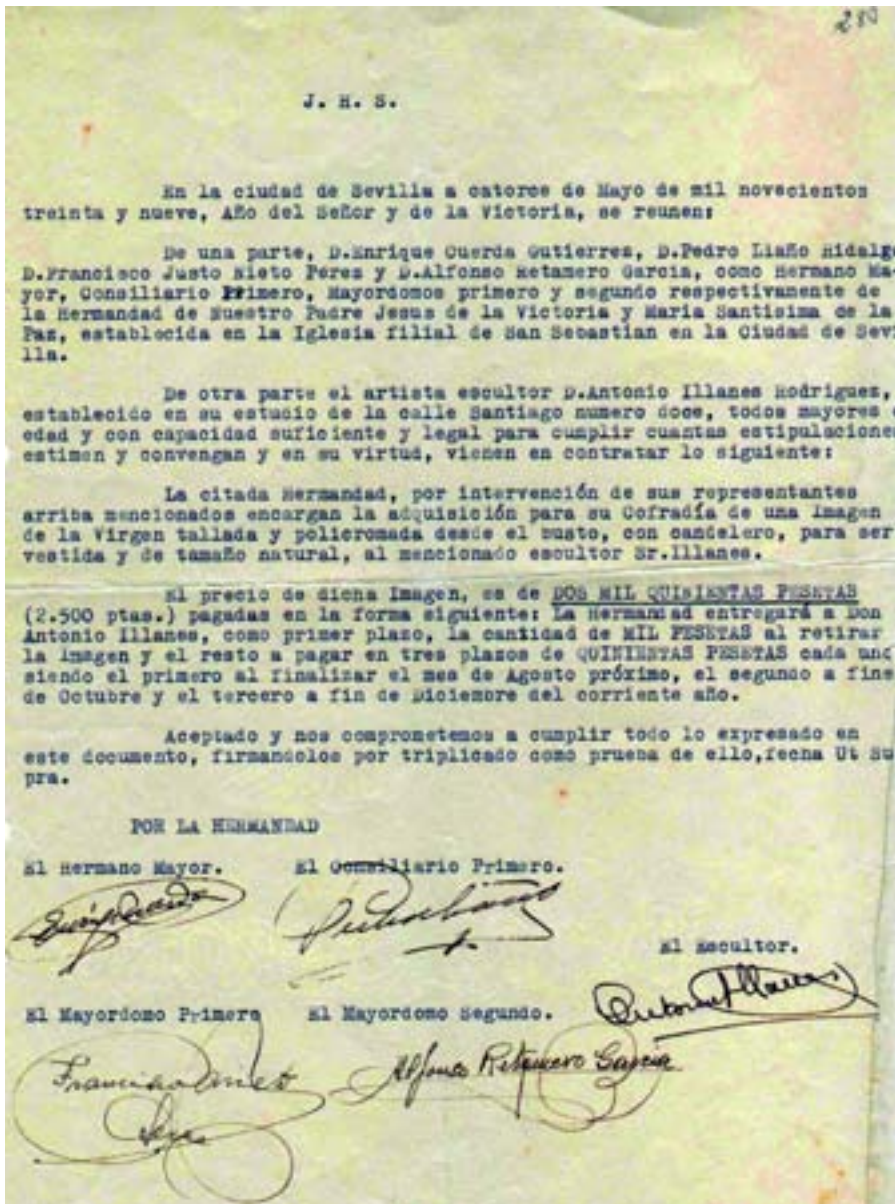 280
J. H. S.
En la ciudad de Sevilla a catorce de Mayo de mil novecientos
treinta y nueve, Año del Señor y de la Victoria, se reunen:
De una parte, D.Enrique Cuerda Gutierres, D.Pedro Liaño Hidalgo
D.Francisco Justo Nieto Pérez y D.Alfonso Retamero Garcia, como Hermano Ma-
yor, Consiliario Primero, Mayordomos primero y segundo respectivamente de
la Hermandad de Nuestro Padre Jesus de la Victoria y Maria Santisima de la
Paz, establecida en la Iglesia filial de San Sebastian en la Ciudad de Sevi
lla.
De otra parte el artista escultor D.Antonio Illanes Rodriguez,
establecido en su estudio de la calle Santiago numero doce, todos mayores
edad y con capacidad suficiente y legal para cumplir cuantas estipulaciones
estimen y convengan y en su virtud, vienen en contratar lo siguiente:
La citada Hermandad, por intervención de sus representantes
arriba mencionados encargan la adquisición para su Cofradía de una Imagen
de la Virgen tallada y policromada desde el busto, con candelero, para ser
vestida y de tamaño natural, al mencionado escultor Sr.Illanes.
El precio de dicha Imagen, es de DOS MIL QUINIENTAS PESETAS
(2.500 ptas.) pagadas en la forma siguiente: La Hermandad entregará a Don
Antonio Illanes, como primer plazo, la cantidad de MIL PESETAS al retirar
la Imagen y el resto a pagar en tres plazos de QUINIENTAS PESETAS cada uno
siendo el primero al finalizar el mes de Agosto próximo, el segundo a fine
de Octubre y el tercero a fin de Diciembre del corriente año.
Aceptado y nos comprometemos a cumplir todo lo expresado en
este documento, firmandolos por triplicado como prueba de ello,fecha Ut Su
pra.
POR LA HERMANDAD
El Hermano Mayor. El Consiliario Primero.
El Escultor.
Antonio Illanes
El Mayordomo Primero El Mayordomo Segundo.
Alfonso Retamero Garcia
Francisco Nieto